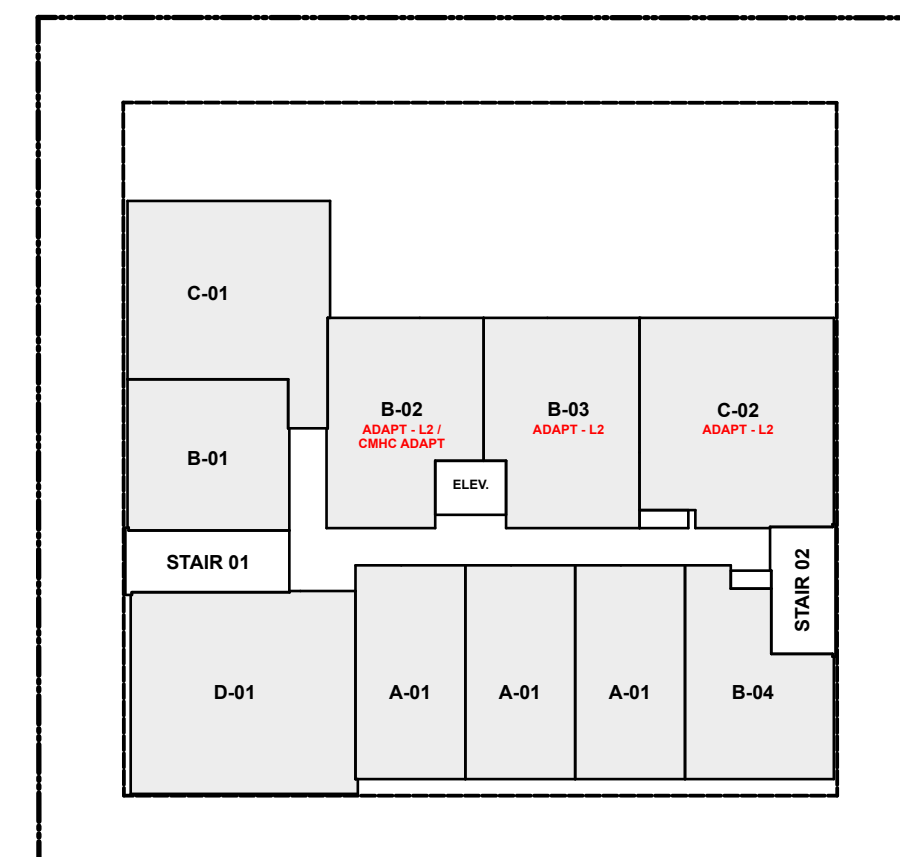 C-01
B-02
ADAPT - L2 /
CMHC ADAPT
B-03
ADAPT - L2
C-02
ADAPT - L2
B-01
ELEV.
STAIR 01
STAIR 02
D-01
A-01
A-01
A-01
B-04